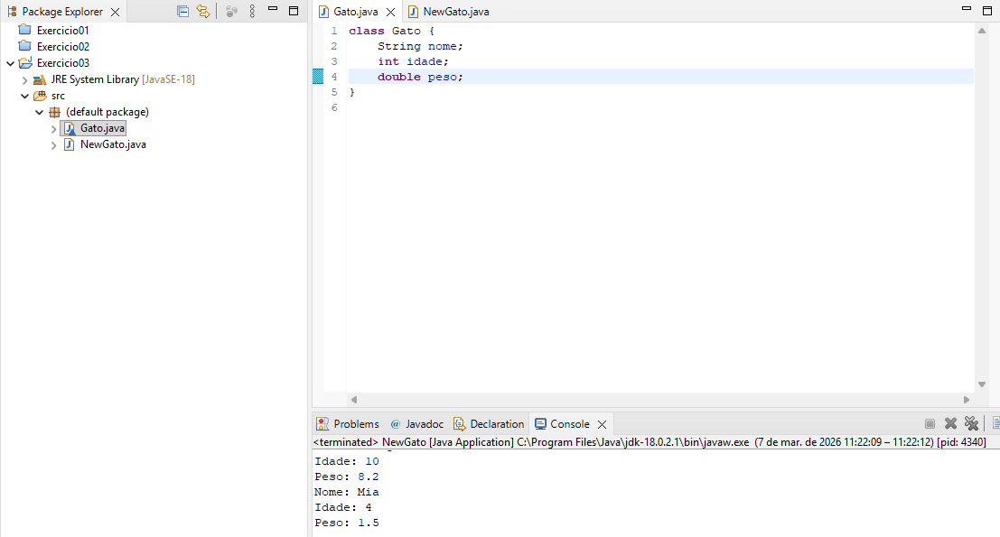 Package Explorer
Exercicio01
Exercicio02
Exercicio03
JRE System Library [JavaSE-18]
src
(default package)
Gato.java
NewGato.java
Gato.java NewGato.java
1 class Gato {
2 String nome;
3 int idade;
4 double peso;
5 }
6
Problems @ Javadoc Declaration Console
<terminated> NewGato [Java Application] C:\Program Files\Java\jdk-18.0.2.1\bin\javaw.exe (7 de mar. de 2026 11:22:09 – 11:22:12) [pid: 4340]
Idade: 10
Peso: 8.2
Nome: Mia
Idade: 4
Peso: 1.5